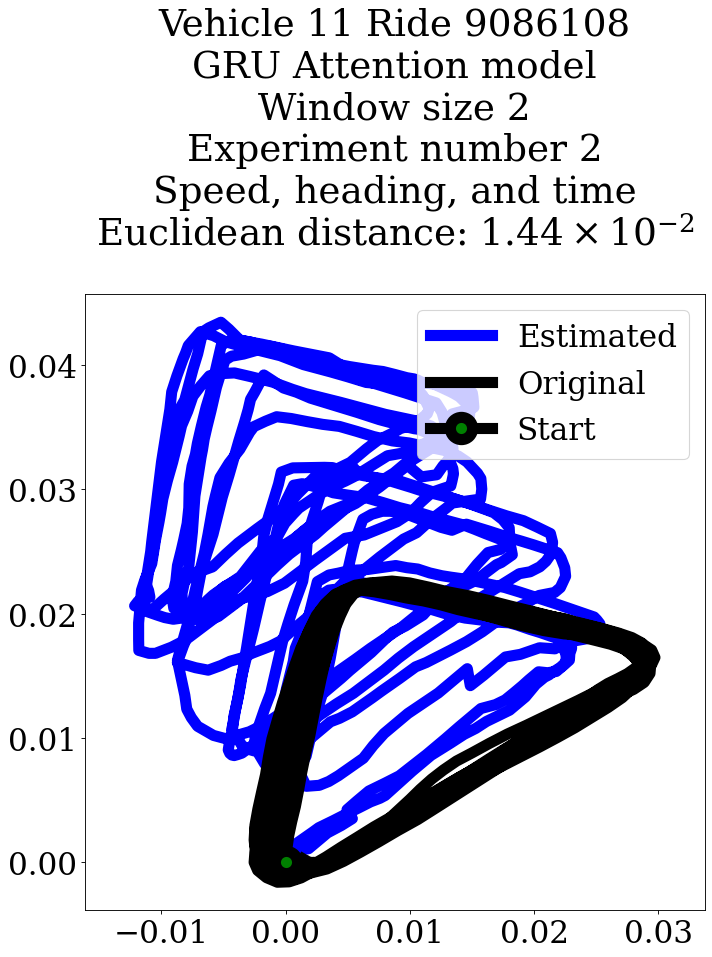 Vehicle 11 Ride 9086108
GRU Attention model
Window size 2
Experiment number 2
Speed, heading, and time
Euclidean distance: 1.44 × 10⁻²
Estimated
Original
Start
0.04
0.03
0.02
0.01
0.00
−0.01 0.00 0.01 0.02 0.03